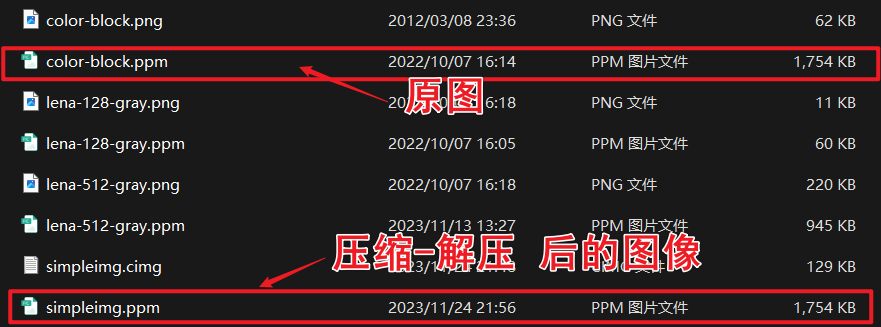 color-block.png 2012/03/08 23:36 PNG 文件 62 KB
color-block.ppm 2022/10/07 16:14 PPM 图片文件 1,754 KB
原图
lena-128-gray.png 16:18 PNG 文件 11 KB
lena-128-gray.ppm 2022/10/07 16:05 PPM 图片文件 60 KB
lena-512-gray.png 2022/10/07 16:18 PNG 文件 220 KB
lena-512-gray.ppm 2023/11/13 13:27 PPM 图片文件 945 KB
压缩-解压 后的图像
simpleimg.cimg 129 KB
simpleimg.ppm 2023/11/24 21:56 PPM 图片文件 1,754 KB